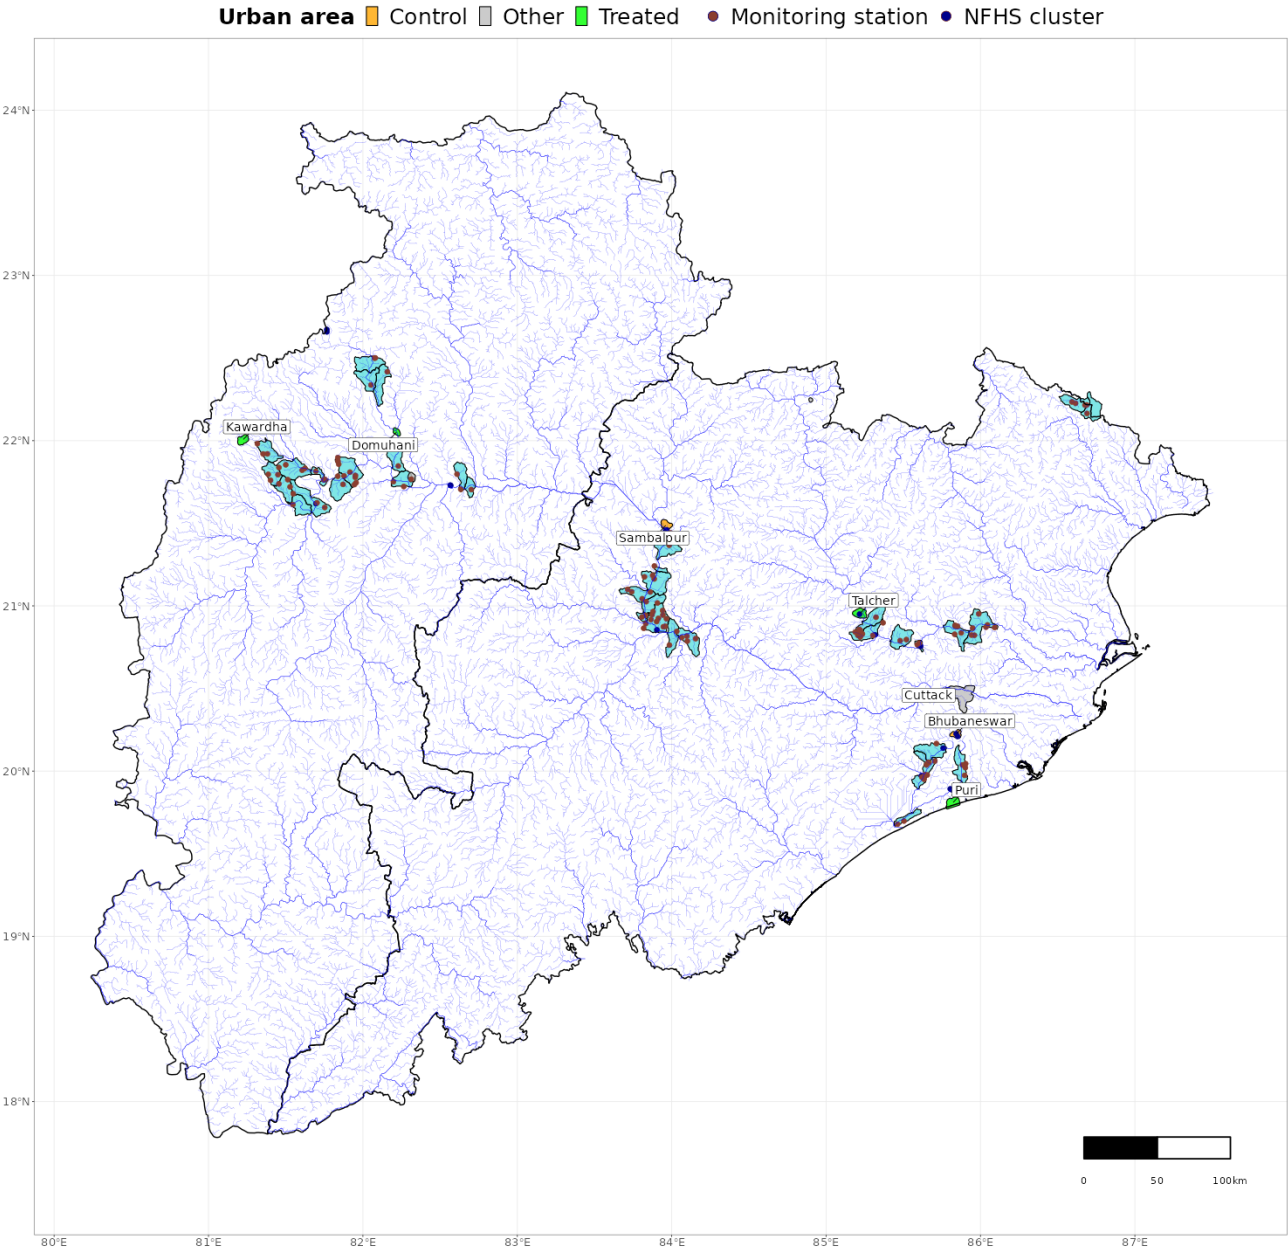 Urban area Control Other Treated Monitoring station NFHS cluster
24°N
23°N
22°N
21°N
20°N
19°N
18°N
Kawardha
Domuhani
Sambalpur
Talcher
Cuttack
Bhubaneswar
Puri
0 50 100km
80°E 81°E 82°E 83°E 84°E 85°E 86°E 87°E